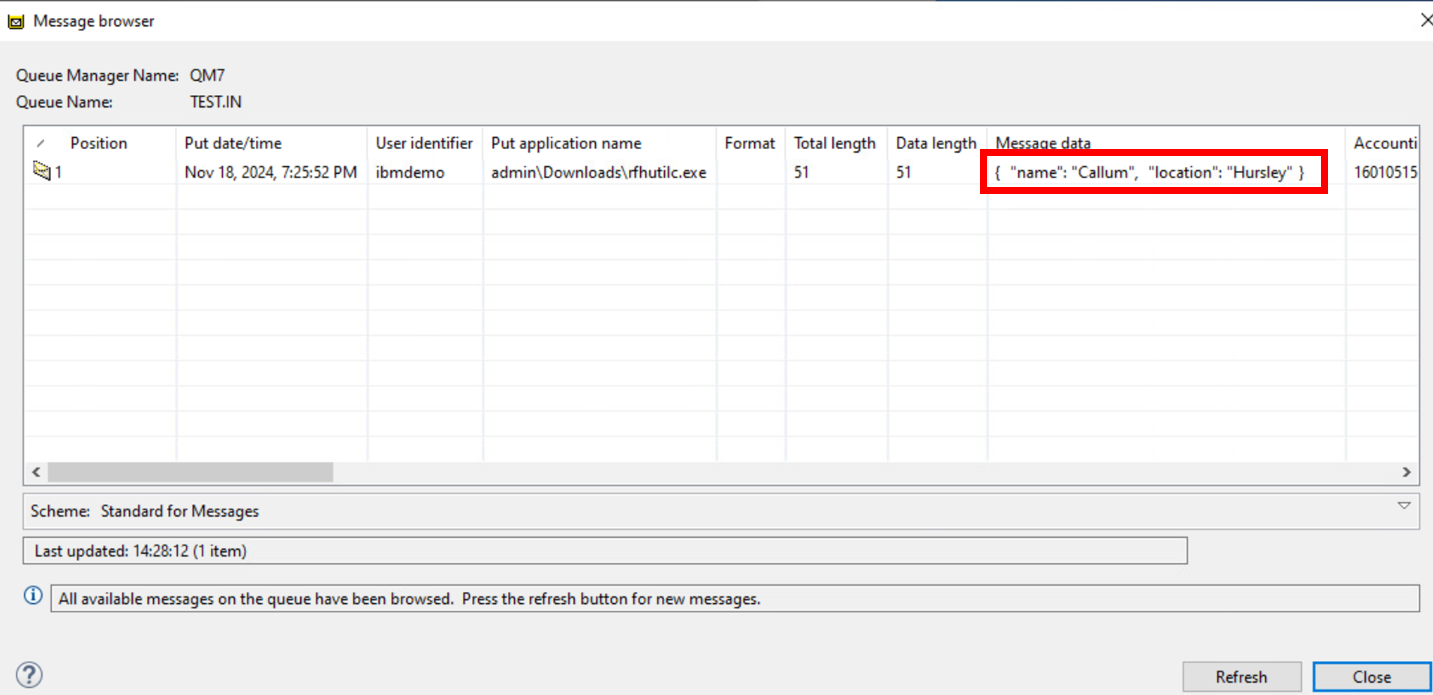 Message browser
Queue Manager Name: QM7
Queue Name: TEST.IN
Position Put date/time User identifier Put application name Format Total length Data length Message data Accounti
1 Nov 18, 2024, 7:25:52 PM ibmdemo admin\Downloads\rfhutilc.exe 51 51 { "name": "Callum", "location": "Hursley" } 16010515
Scheme: Standard for Messages
Last updated: 14:28:12 (1 item)
All available messages on the queue have been browsed. Press the refresh button for new messages.
Refresh Close